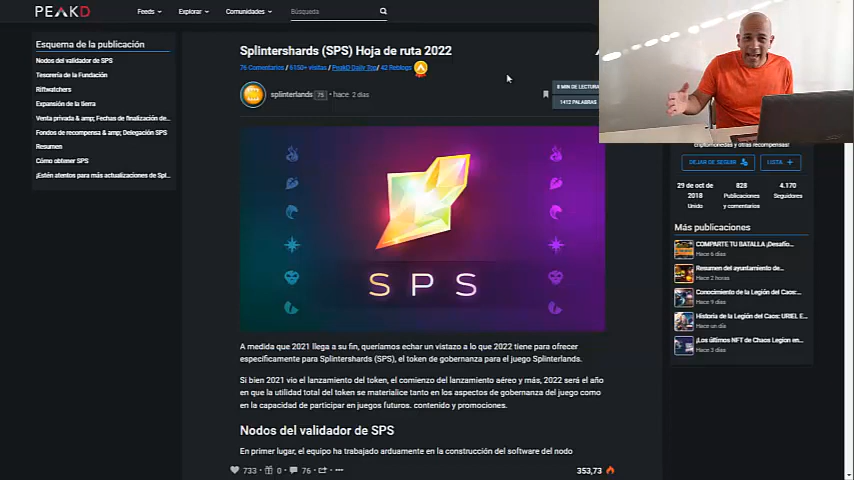 PEAKD
Feeds
Explorar
Comunidades
Búsqueda
Esquema de la publicación
Nodos del validador de SPS
Tesorería de la Fundación
Riftwatchers
Expansión de la tierra
Venta privada & amp; Fechas de finalización de...
Fondos de recompensa & amp; Delegación SPS
Resumen
Cómo obtener SPS
¡Estén atentos para más actualizaciones de Spl...
Splintershards (SPS) Hoja de ruta 2022
76 Comentarios / 6150+ visitas / PeakD Daily Top/ 42 Reblogs
splinterlands 75 • hace 2 días
8 MIN DE LECTURA
1412 PALABRAS
SPS
A medida que 2021 llega a su fin, queríamos echar un vistazo a lo que 2022 tiene para ofrecer
específicamente para Splintershards (SPS), el token de gobernanza para el juego Splinterlands.
Si bien 2021 vio el lanzamiento del token, el comienzo del lanzamiento aéreo y más, 2022 será el año
en que la utilidad total del token se materialice tanto en los aspectos de gobernanza del juego como
en la capacidad de participar en juegos futuros. contenido y promociones.
Nodos del validador de SPS
En primer lugar, el equipo ha trabajado arduamente en la construcción del software del nodo
733 · 0 · 76 · ···
353,73
criptomonedas y otras recompensas!
DEJAR DE SEGUIR
LISTA +
29 de oct de
2018
Unido
828
Publicaciones
y comentarios
4.170
Seguidores
Más publicaciones
COMPARTE TU BATALLA ¡Desafío...
Hace 6 días
Resumen del ayuntamiento de...
Hace 2 horas
Conocimiento de la Legión del Caos:...
Hace 9 días
Historia de la Legión del Caos: URIEL E...
Hace un día
¡Los últimos NFT de Chaos Legion en...
Hace 3 días